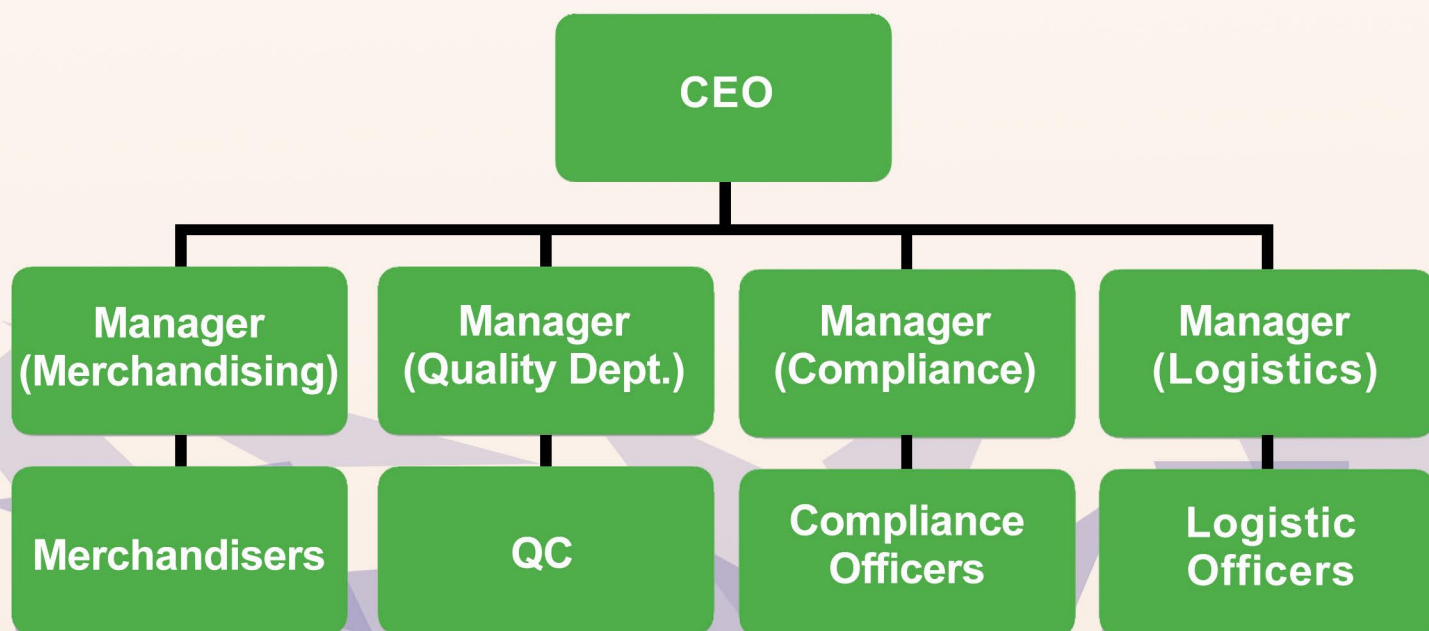 CEO
Manager
(Merchandising)
Manager
(Quality Dept.)
Manager
(Compliance)
Manager
(Logistics)
Merchandisers
QC
Compliance
Officers
Logistic
Officers